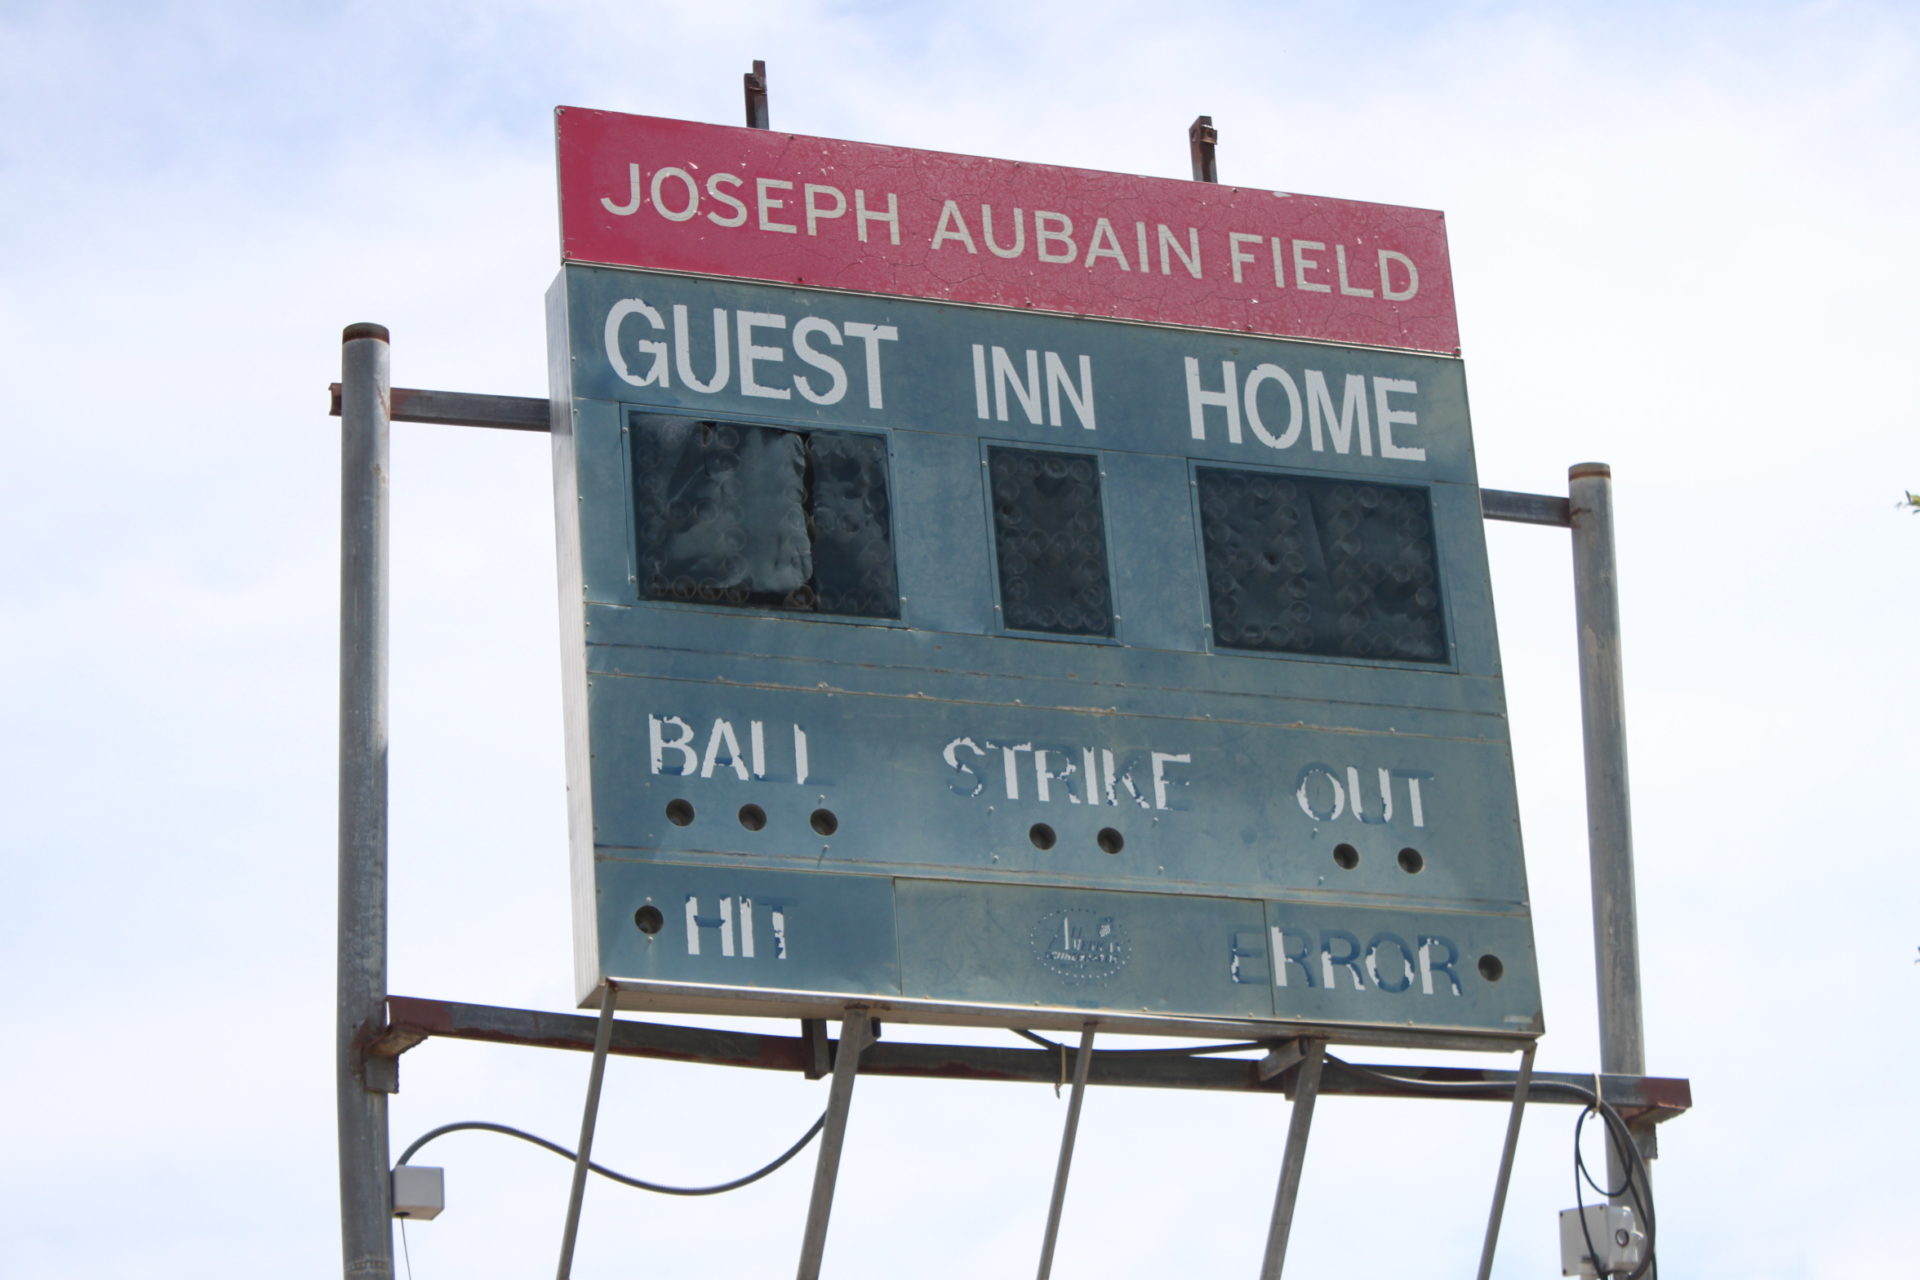 JOSEPH AUBAIN FIELD
GUEST INN HOME
BALL STRIKE OUT
HIT ERROR